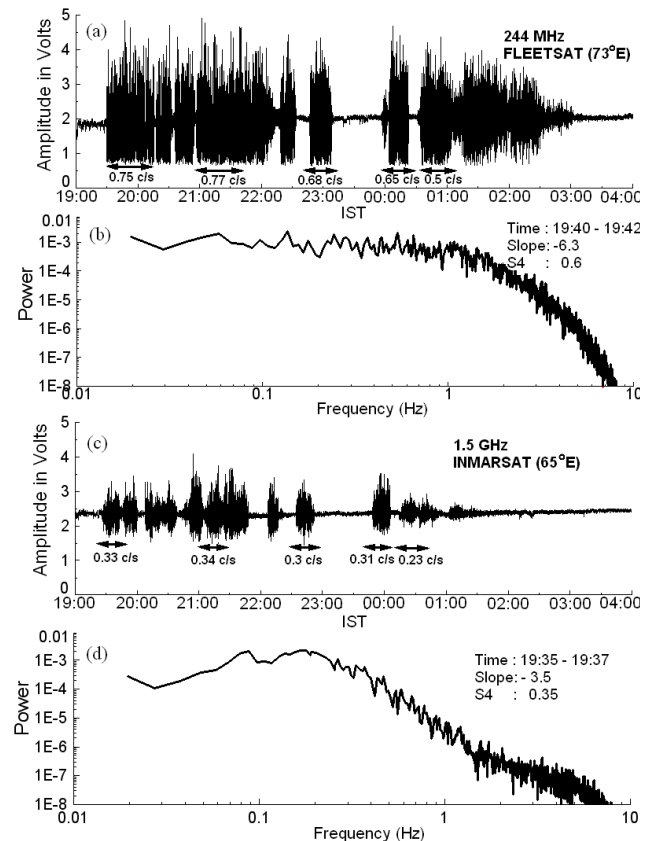 (a)
244 MHz
FLEETSAT (73°E)
Amplitude in Volts
5
4
3
2
1
0
0.75 c/s
0.77 c/s
0.68 c/s
0.65 c/s
0.5 c/s
19:00 20:00 21:00 22:00 23:00 00:00 01:00 02:00 03:00 04:00
IST
(b)
Time : 19:40 - 19:42
Slope: -6.3
S4 : 0.6
Power
0.01
1E-3
1E-4
1E-5
1E-6
1E-7
1E-8
0.01 0.1 1 10
Frequency (Hz)
(c)
1.5 GHz
INMARSAT (65°E)
Amplitude in Volts
5
4
3
2
1
0
0.33 c/s
0.34 c/s
0.3 c/s
0.31 c/s
0.23 c/s
19:00 20:00 21:00 22:00 23:00 00:00 01:00 02:00 03:00 04:00
IST
(d)
Time : 19:35 - 19:37
Slope: - 3.5
S4 : 0.35
Power
0.01
1E-3
1E-4
1E-5
1E-6
1E-7
1E-8
0.01 0.1 1 10
Frequency (Hz)